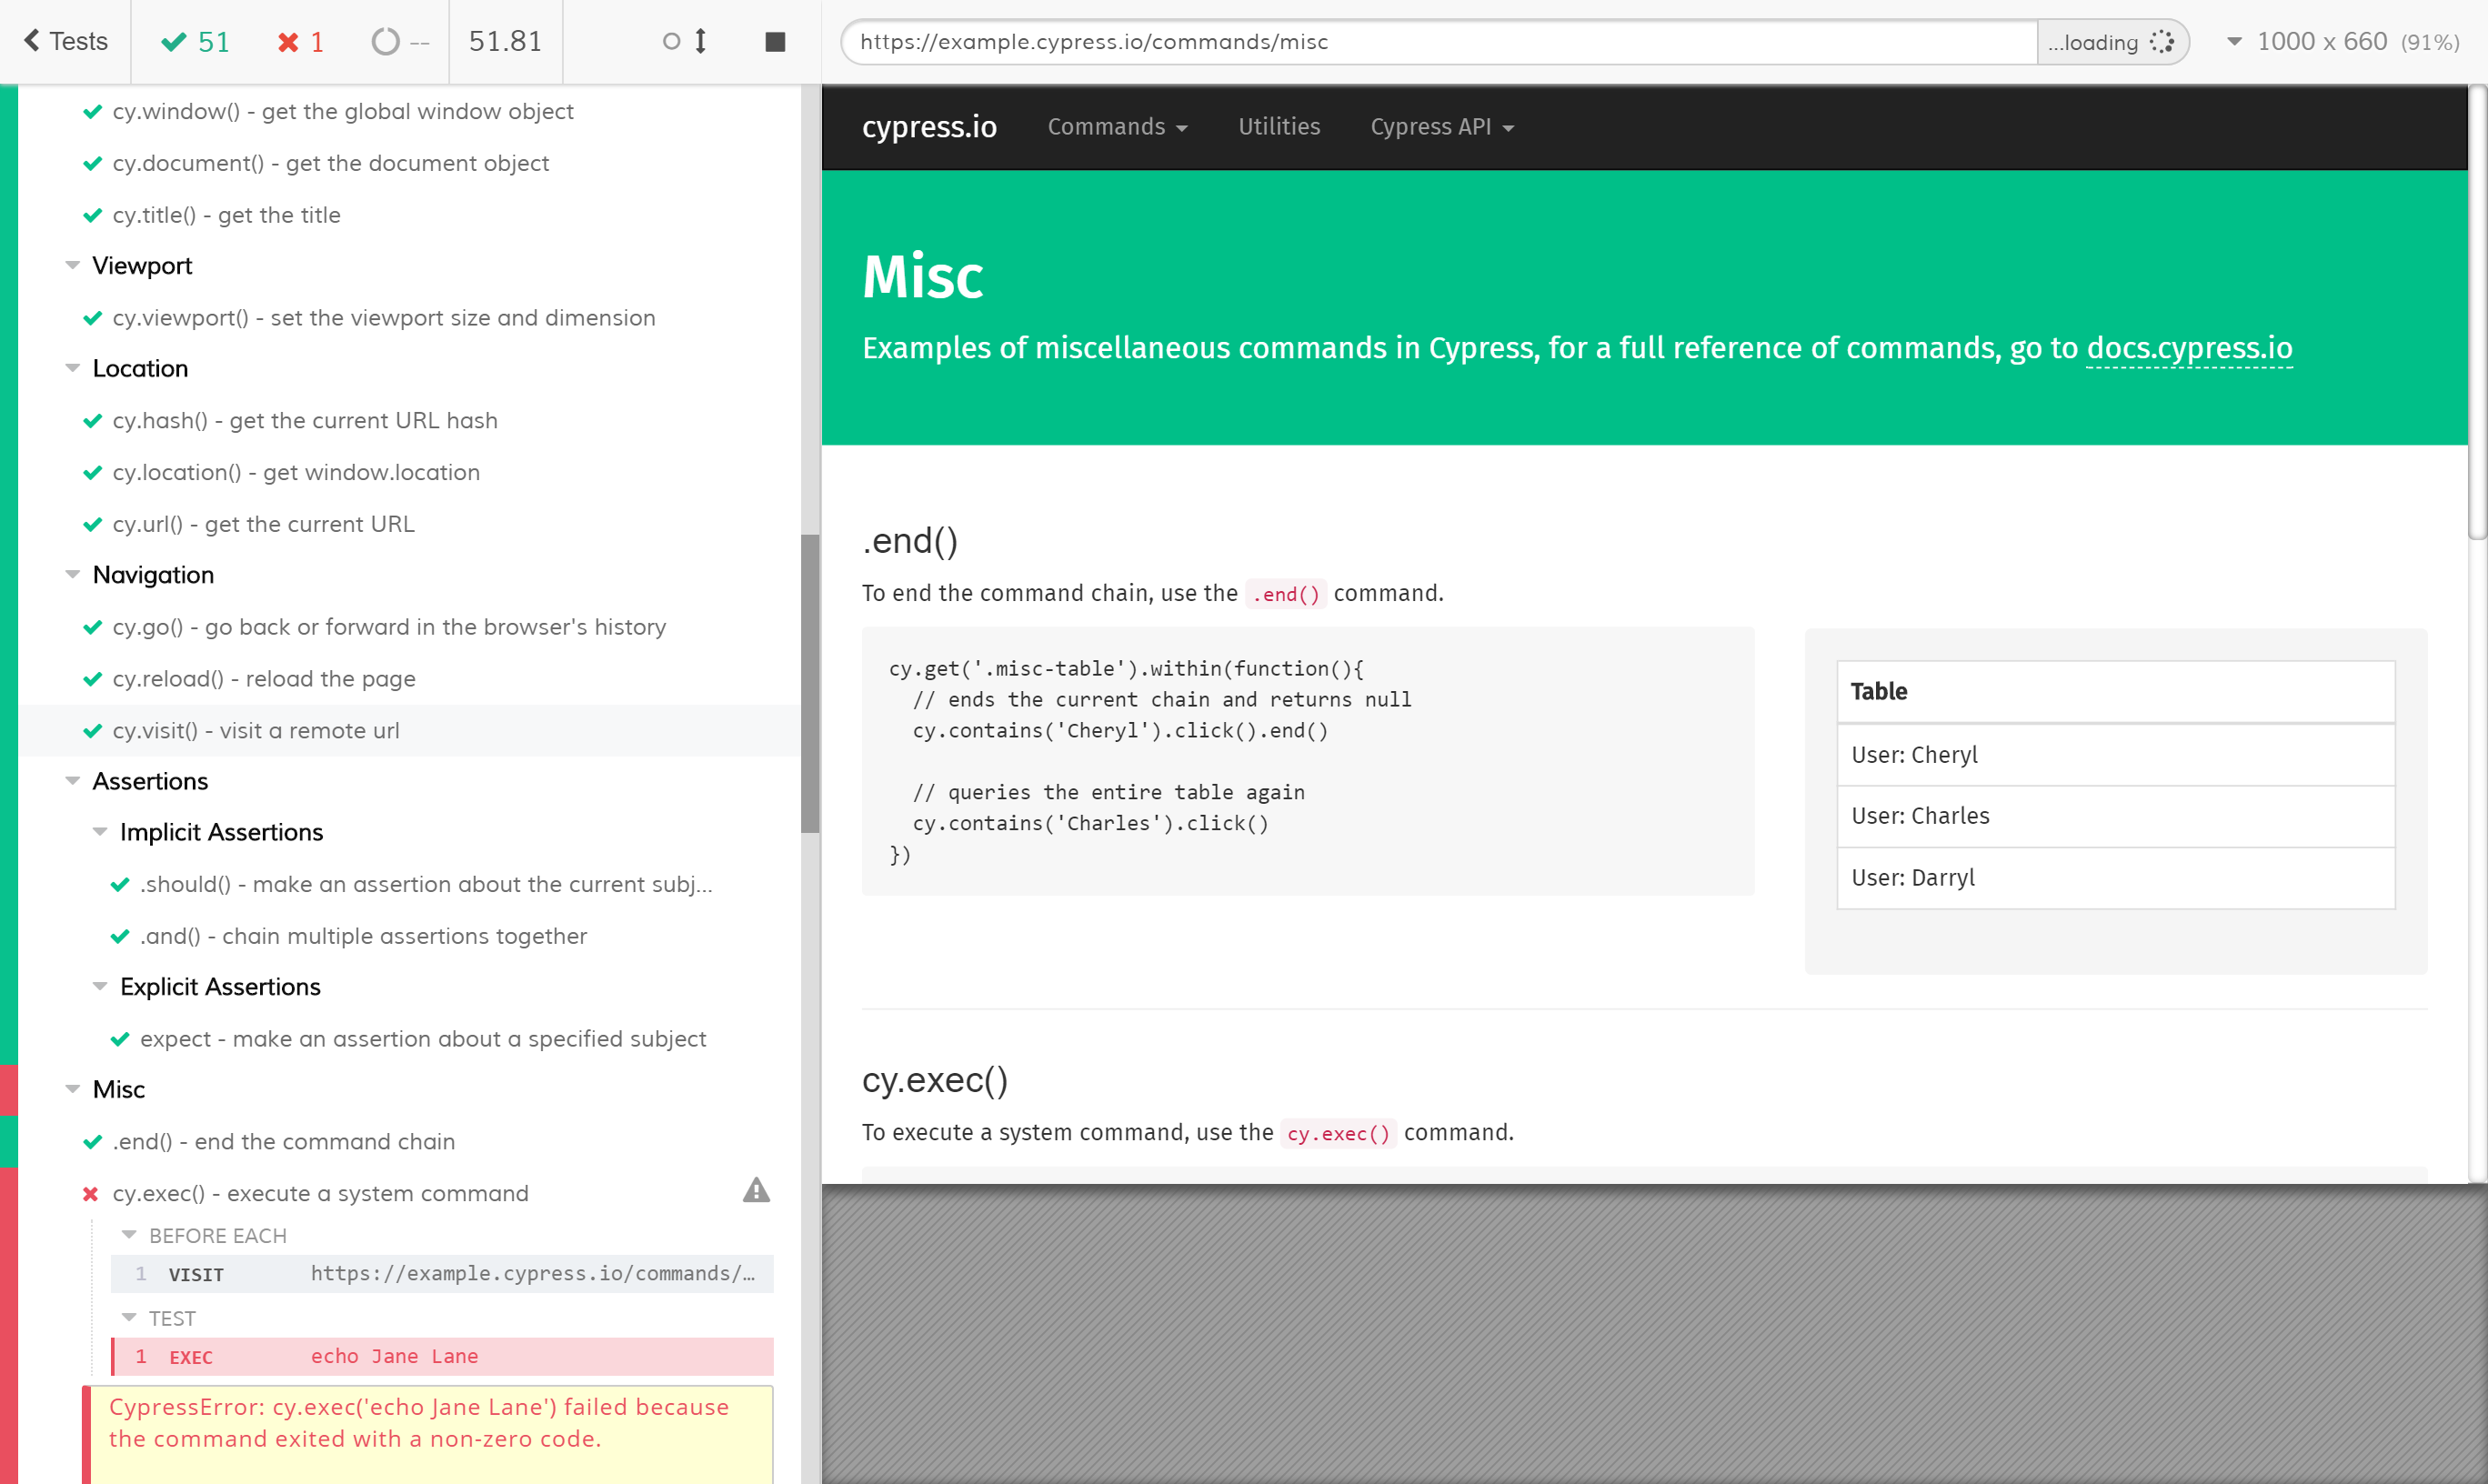 Tests
51
1
--
51.81
https://example.cypress.io/commands/misc
...loading
1000 x 660 (91%)
cy.window() - get the global window object
cy.document() - get the document object
cy.title() - get the title
Viewport
cy.viewport() - set the viewport size and dimension
Location
cy.hash() - get the current URL hash
cy.location() - get window.location
cy.url() - get the current URL
Navigation
cy.go() - go back or forward in the browser's history
cy.reload() - reload the page
cy.visit() - visit a remote url
Assertions
Implicit Assertions
.should() - make an assertion about the current subj...
.and() - chain multiple assertions together
Explicit Assertions
expect - make an assertion about a specified subject
Misc
.end() - end the command chain
cy.exec() - execute a system command
BEFORE EACH
1 VISIT https://example.cypress.io/commands/...
TEST
1 EXEC echo Jane Lane
CypressError: cy.exec('echo Jane Lane') failed because
the command exited with a non-zero code.
cypress.io Commands Utilities Cypress API
Misc
Examples of miscellaneous commands in Cypress, for a full reference of commands, go to docs.cypress.io
.end()
To end the command chain, use the .end() command.
cy.get('.misc-table').within(function(){
// ends the current chain and returns null
cy.contains('Cheryl').click().end()
// queries the entire table again
cy.contains('Charles').click()
})
Table
User: Cheryl
User: Charles
User: Darryl
cy.exec()
To execute a system command, use the cy.exec() command.